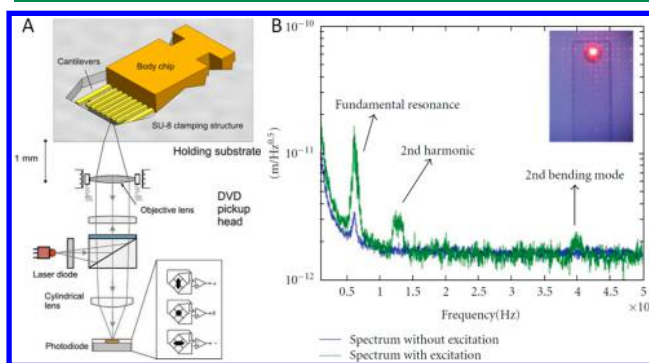 A
Cantilevers
Body chip
SU-8 clamping structure
Holding substrate
1 mm
Objective lens
DVD
pickup
head
Laser diode
Cylindrical
lens
Photodiode
B
10⁻¹⁰
(m/Hz⁰·⁵)
10⁻¹¹
10⁻¹²
Fundamental resonance
2nd harmonic
2nd bending mode
0.5 1 1.5 2 2.5 3 3.5 4 4.5 5
Frequency(Hz)
×10
Spectrum without excitation
Spectrum with excitation